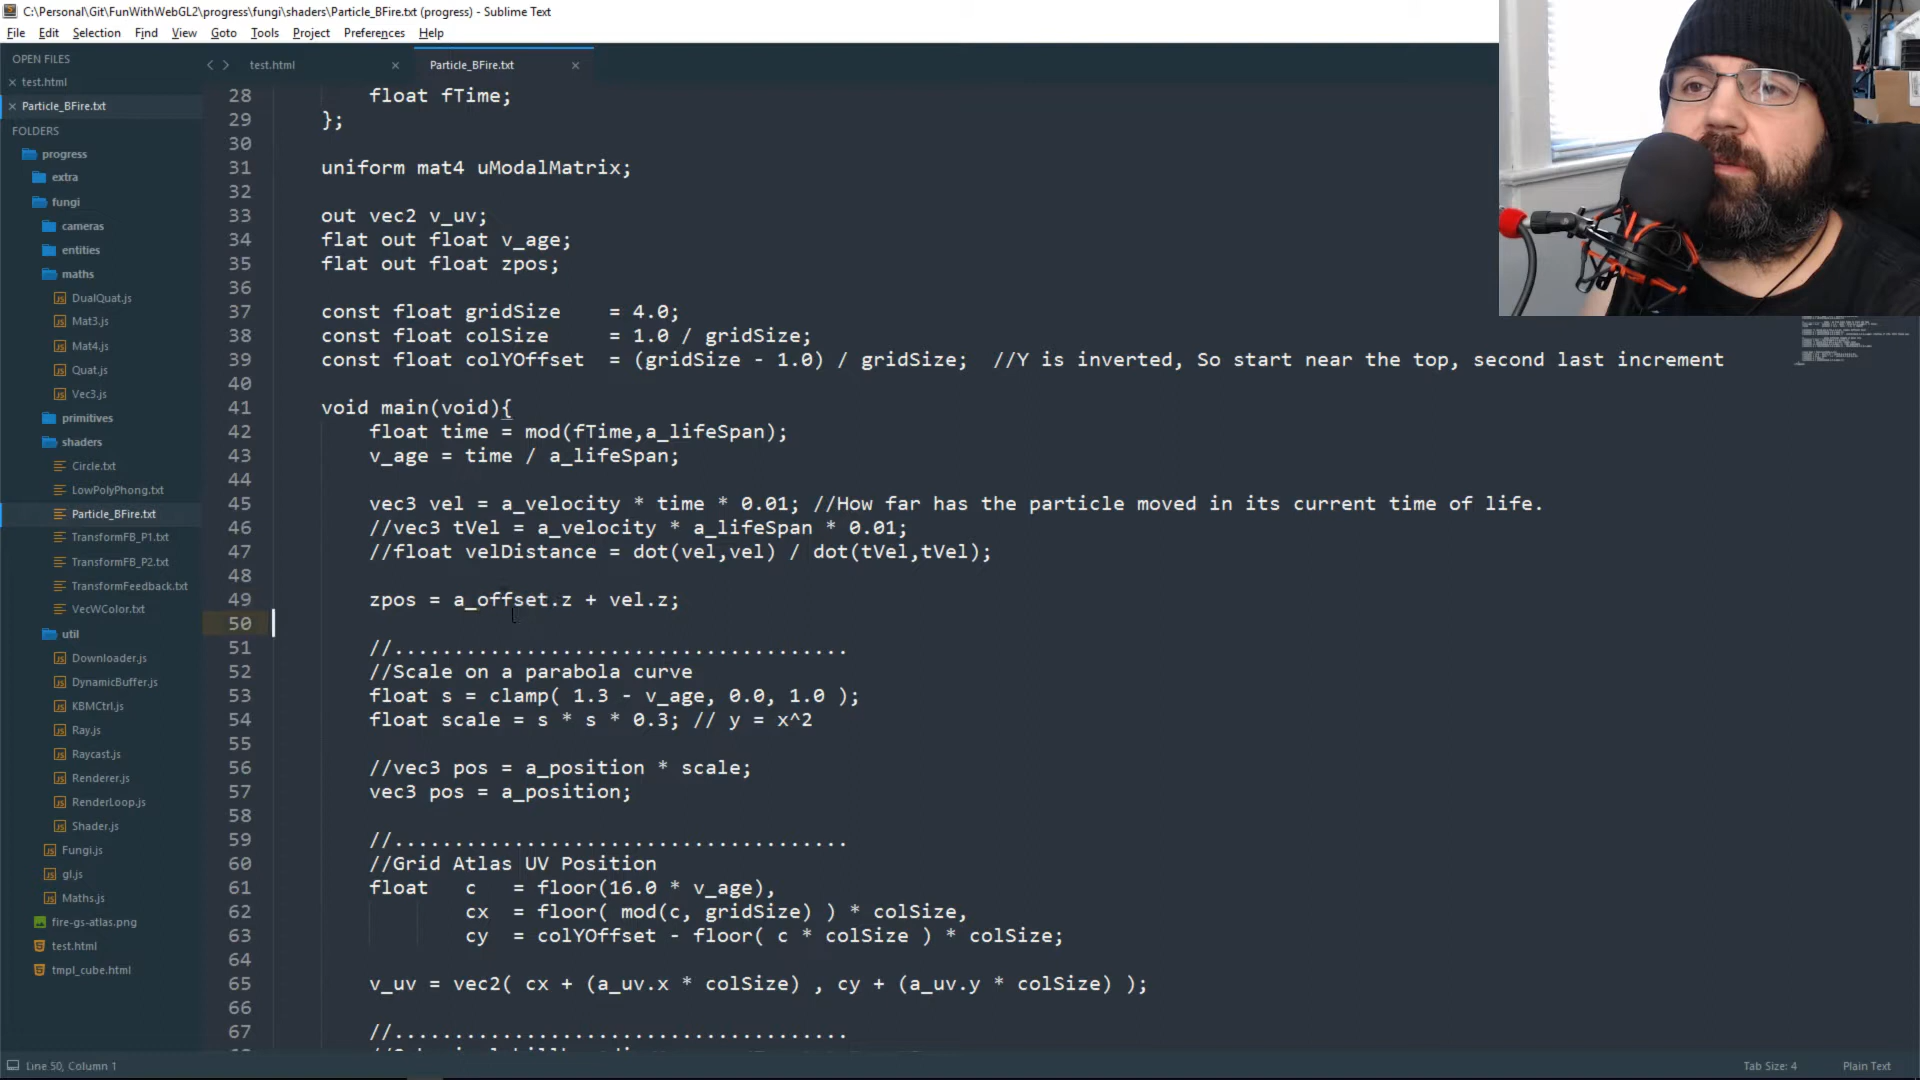 C:\Personal\Git\FunWithWebGL2\progress\fungi\shaders\Particle_BFire.txt (progress) - Sublime Text
File Edit Selection Find View Goto Tools Project Preferences Help
OPEN FILES
test.html
Particle_BFire.txt
FOLDERS
progress
extra
fungi
cameras
entities
maths
DualQuat.js
Mat3.js
Mat4.js
Quat.js
Vec3.js
primitives
shaders
Circle.txt
LowPolyPhong.txt
Particle_BFire.txt
TransformFB_P1.txt
TransformFB_P2.txt
TransformFeedback.txt
VecWColor.txt
util
Downloader.js
DynamicBuffer.js
KBMCtrl.js
Ray.js
Raycast.js
Renderer.js
RenderLoop.js
Shader.js
Fungi.js
gl.js
Maths.js
fire-gs-atlas.png
test.html
tmpl_cube.html
test.html
Particle_BFire.txt
28 float fTime;
29 };
30
31 uniform mat4 uModalMatrix;
32
33 out vec2 v_uv;
34 flat out float v_age;
35 flat out float zpos;
36
37 const float gridSize = 4.0;
38 const float colSize = 1.0 / gridSize;
39 const float colYOffset = (gridSize - 1.0) / gridSize; //Y is inverted, So start near the top, second last increment
40
41 void main(void){
42 float time = mod(fTime,a_lifeSpan);
43 v_age = time / a_lifeSpan;
44
45 vec3 vel = a_velocity * time * 0.01; //How far has the particle moved in its current time of life.
46 //vec3 tVel = a_velocity * a_lifeSpan * 0.01;
47 //float velDistance = dot(vel,vel) / dot(tVel,tVel);
48
49 zpos = a_offset.z + vel.z;
50
51 //......................................
52 //Scale on a parabola curve
53 float s = clamp( 1.3 - v_age, 0.0, 1.0 );
54 float scale = s * s * 0.3; // y = x^2
55
56 //vec3 pos = a_position * scale;
57 vec3 pos = a_position;
58
59 //......................................
60 //Grid Atlas UV Position
61 float c = floor(16.0 * v_age),
62 cx = floor( mod(c, gridSize) ) * colSize,
63 cy = colYOffset - floor( c * colSize ) * colSize;
64
65 v_uv = vec2( cx + (a_uv.x * colSize) , cy + (a_uv.y * colSize) );
66
67 //......................................
Line 50, Column 1
Tab Size: 4
Plain Text